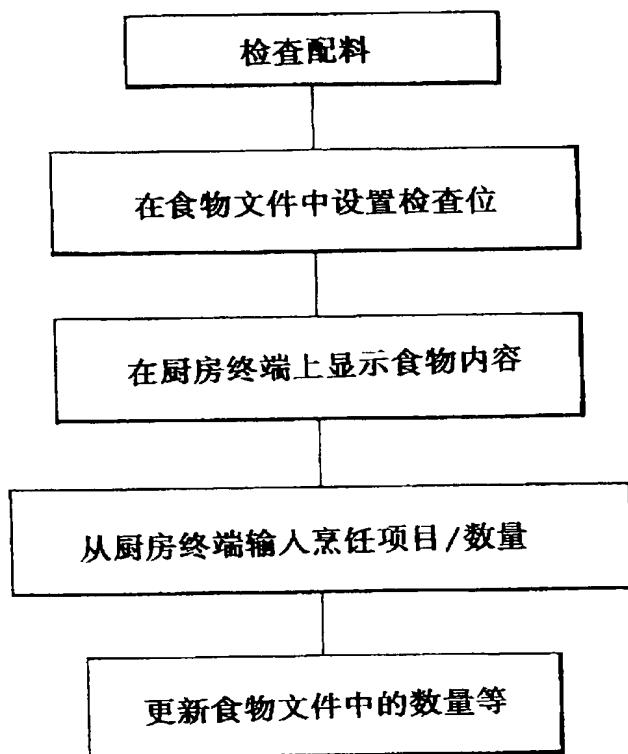 检查配料
在食物文件中设置检查位
在厨房终端上显示食物内容
从厨房终端输入烹饪项目/数量
更新食物文件中的数量等